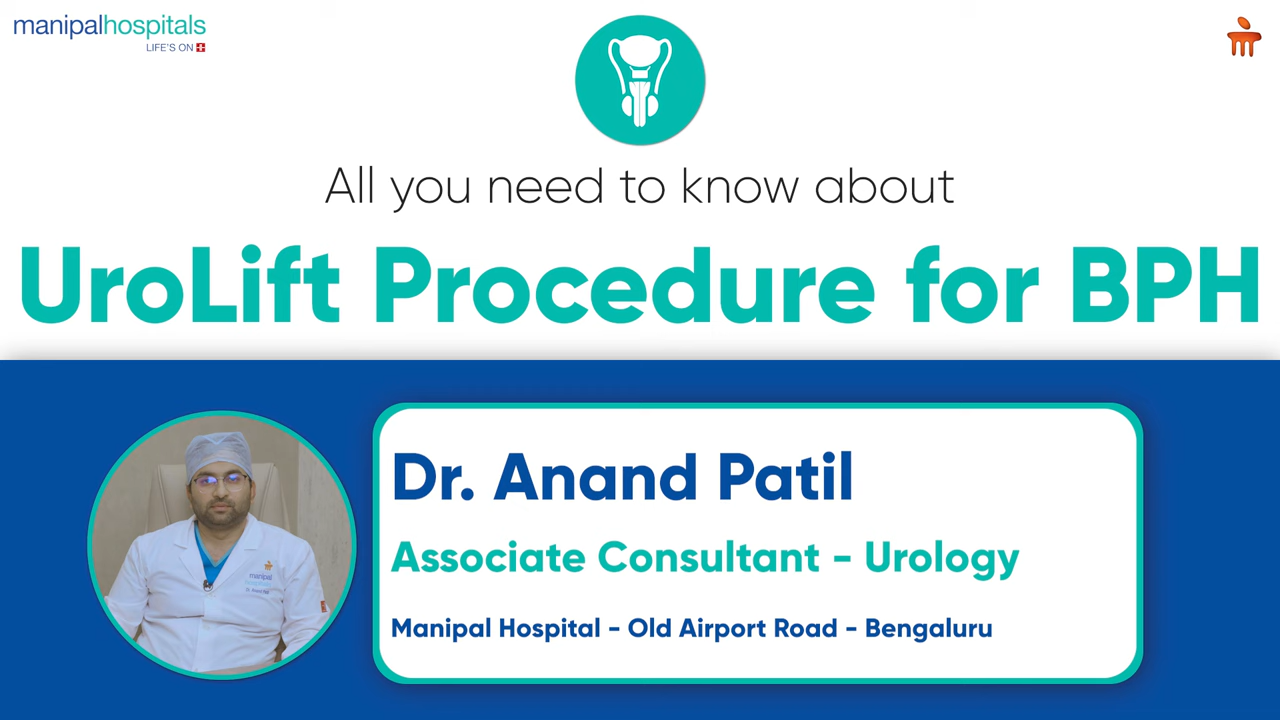 manipalhospitals
LIFE'S ON
All you need to know about
UroLift Procedure for BPH
Dr. Anand Patil
Associate Consultant - Urology
Manipal Hospital - Old Airport Road - Bengaluru
manipal